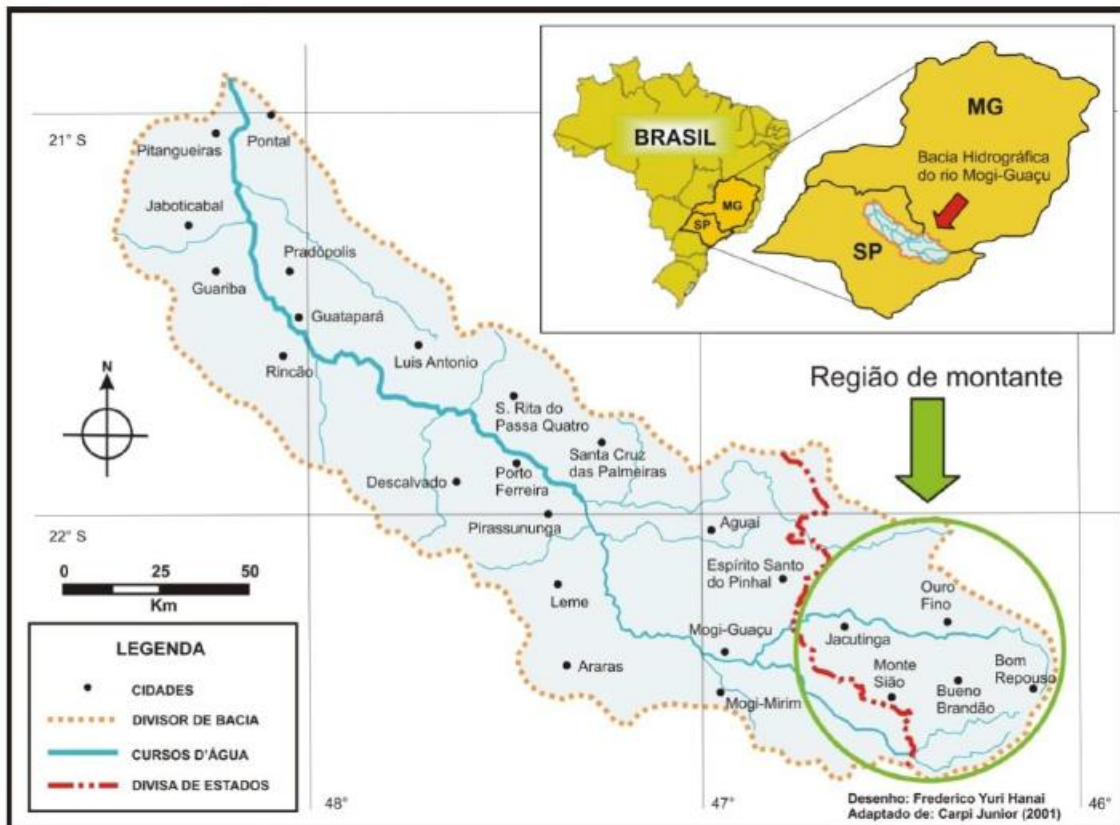 BRASIL
MG
SP
MG
Bacia Hidrográfica
do rio Mogi-Guaçu
SP
21° S
Pitangueiras
Pontal
Jaboticabal
Pradópolis
Guariba
Guatapará
Rincão
Luis Antonio
N
S. Rita do
Passa Quatro
Santa Cruz
das Palmeiras
Descalvado
Porto
Ferreira
Pirassununga
Região de montante
22° S
Aguaí
Espírito Santo
do Pinhal
Leme
Ouro
Fino
Mogi-Guaçu
Jacutinga
Araras
Monte
Sião
Bom
Repouso
Bueno
Brandão
Mogi-Mirim
0 25 50
Km
LEGENDA
CIDADES
DIVISOR DE BACIA
CURSOS D'ÁGUA
DIVISA DE ESTADOS
48°
47°
46°
Desenho: Frederico Yuri Hanai
Adaptado de: Carpi Junior (2001)